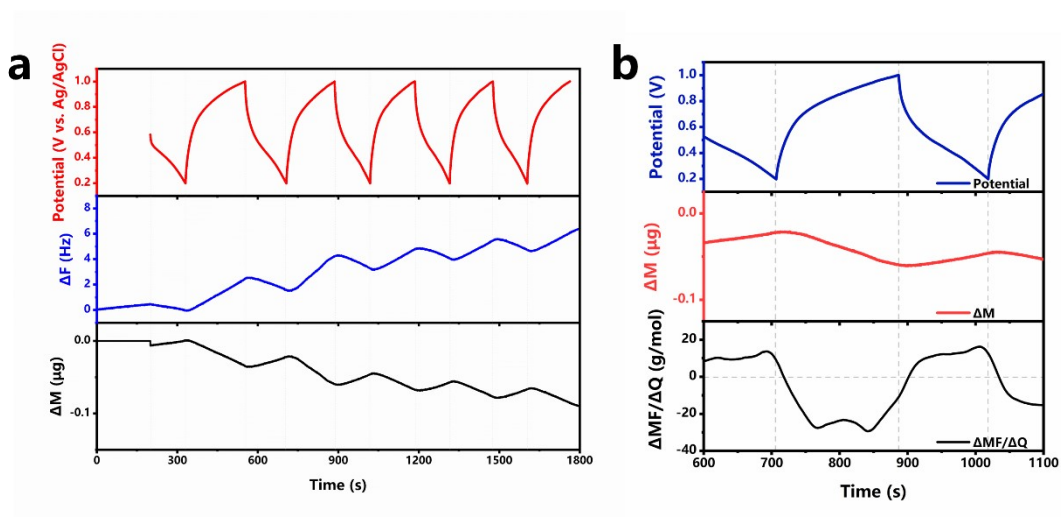 a
Potential (V vs. Ag/AgCl)
1.0
0.8
0.6
0.4
0.2
ΔF (Hz)
8
6
4
2
0
ΔM (μg)
0.0
-0.1
0
300
600
900
1200
1500
1800
Time (s)
b
Potential (V)
1.0
0.8
0.6
0.4
0.2
Potential
ΔM (μg)
0.0
-0.1
ΔM
ΔMF/ΔQ (g/mol)
20
0
-20
-40
ΔMF/ΔQ
600
700
800
900
1000
1100
Time (s)